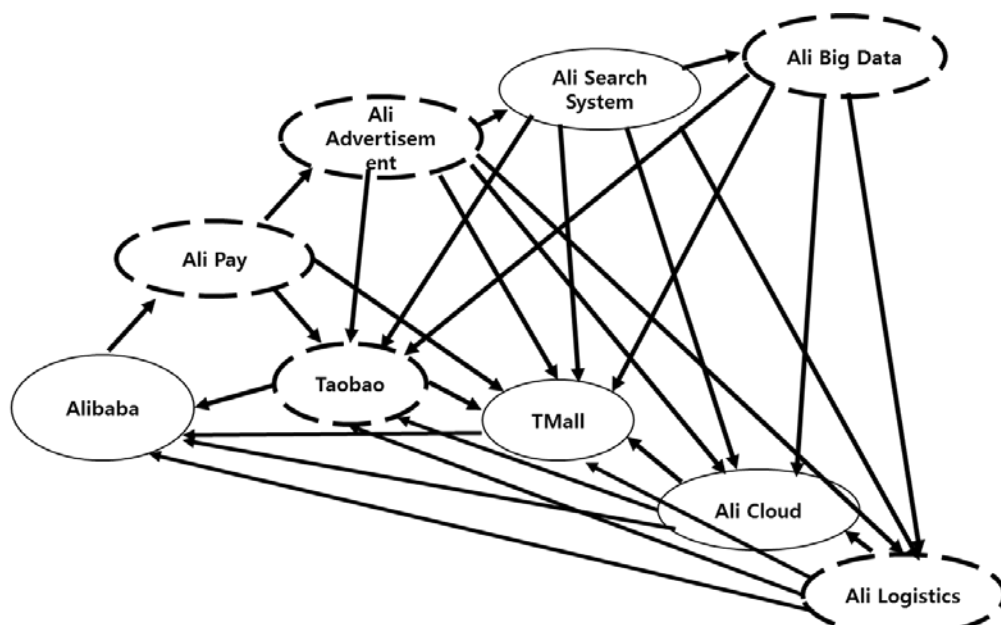 Ali Big Data
Ali Search
System
Ali
Advertisem
ent
Ali Pay
Taobao
Alibaba
TMall
Ali Cloud
Ali Logistics